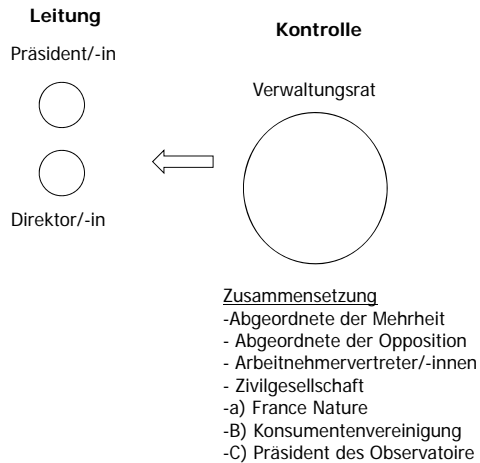 Leitung
Präsident/-in
Direktor/-in
Kontrolle
Verwaltungsrat
Zusammensetzung
-Abgeordnete der Mehrheit
- Abgeordnete der Opposition
- Arbeitnehmervertreter/-innen
- Zivilgesellschaft
-a) France Nature
-B) Konsumentenvereinigung
-C) Präsident des Observatoire